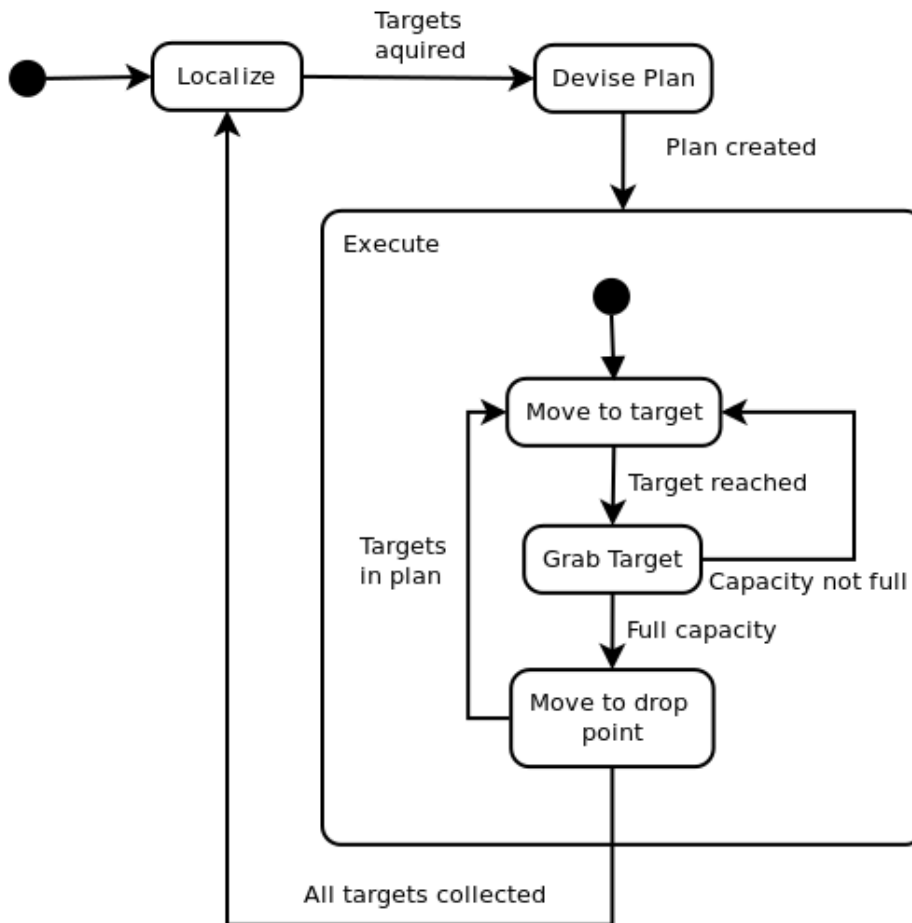 Targets
aquired
Localize
Devise Plan
Plan created
Execute
Move to target
Target reached
Targets
in plan
Grab Target
Capacity not full
Full capacity
Move to drop
point
All targets collected